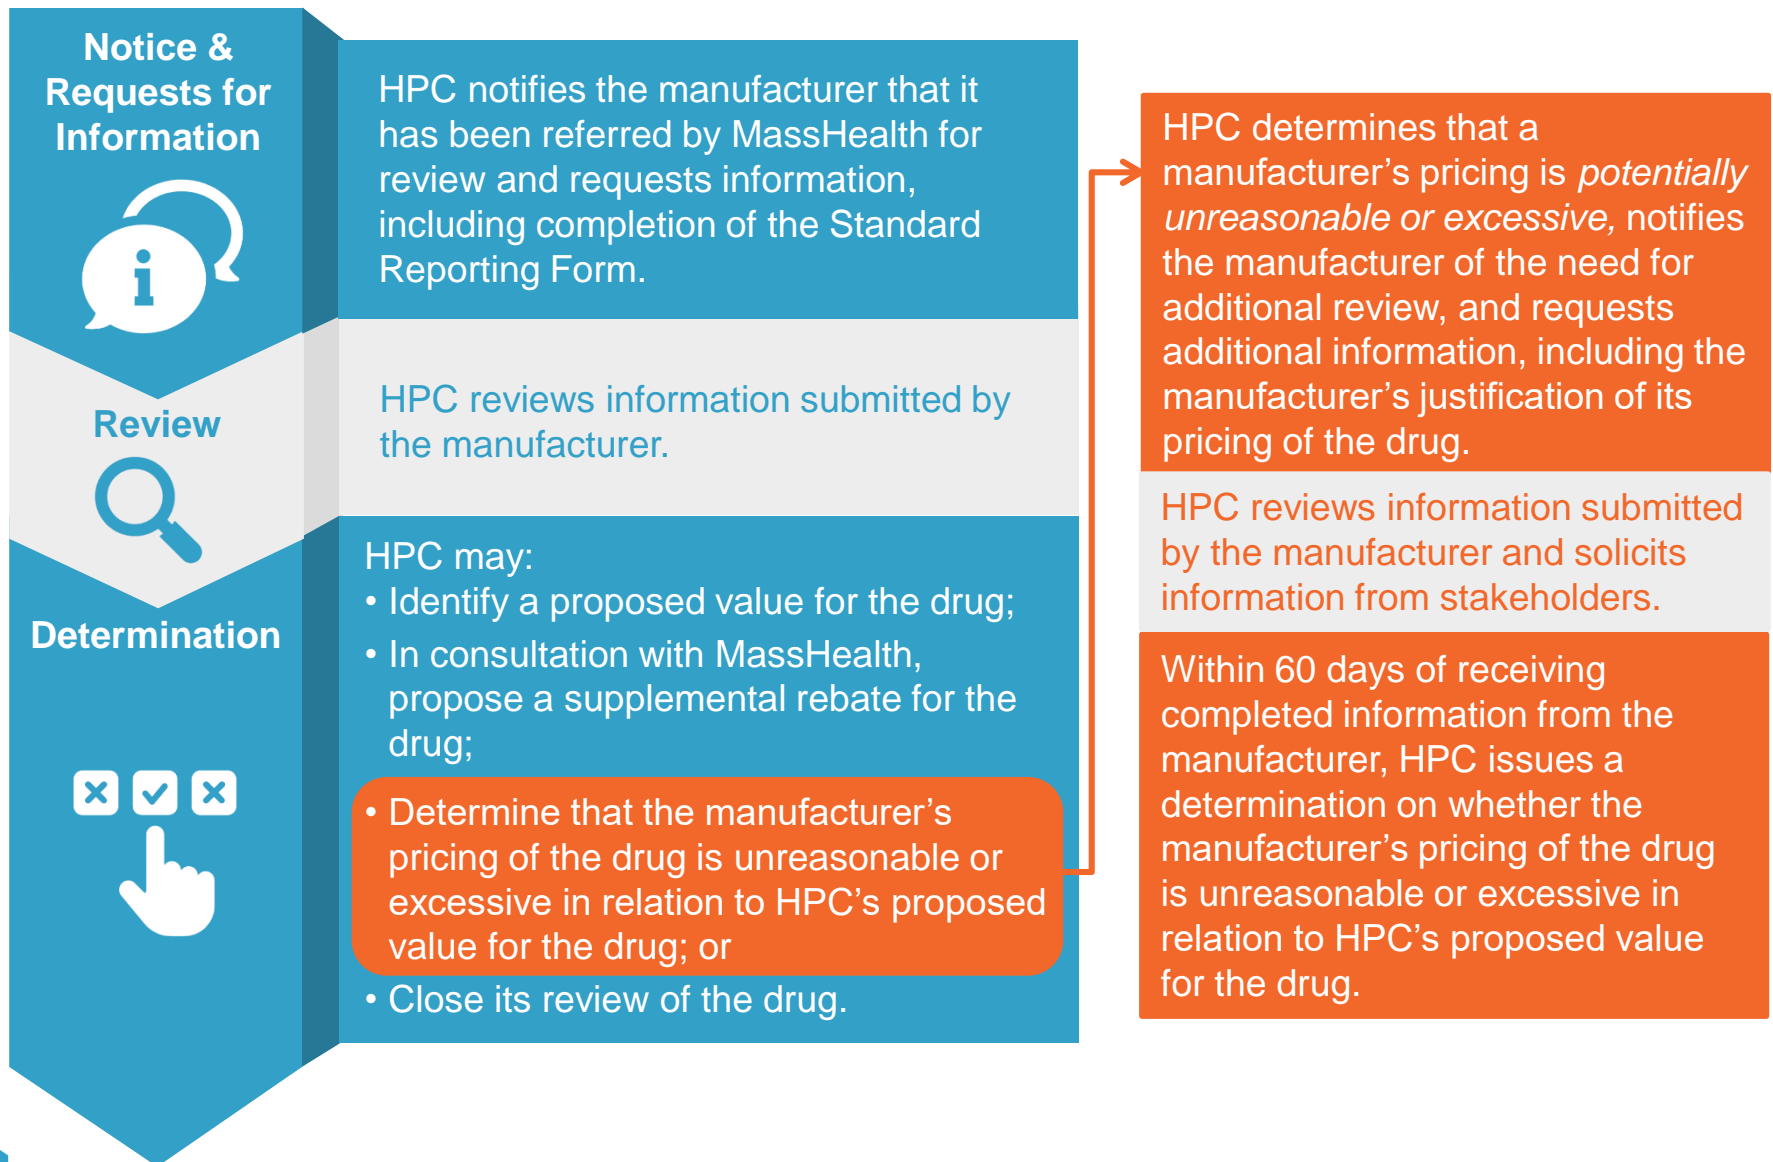 Notice &
Requests for
Information
HPC notifies the manufacturer that it
has been referred by MassHealth for
review and requests information,
including completion of the Standard
Reporting Form.
Review
HPC reviews information submitted by
the manufacturer.
Determination
HPC may:
• Identify a proposed value for the drug;
• In consultation with MassHealth,
propose a supplemental rebate for the
drug;
• Determine that the manufacturer’s
pricing of the drug is unreasonable or
excessive in relation to HPC’s proposed
value for the drug; or
• Close its review of the drug.
HPC determines that a
manufacturer’s pricing is potentially
unreasonable or excessive, notifies
the manufacturer of the need for
additional review, and requests
additional information, including the
manufacturer’s justification of its
pricing of the drug.
HPC reviews information submitted
by the manufacturer and solicits
information from stakeholders.
Within 60 days of receiving
completed information from the
manufacturer, HPC issues a
determination on whether the
manufacturer’s pricing of the drug
is unreasonable or excessive in
relation to HPC’s proposed value
for the drug.